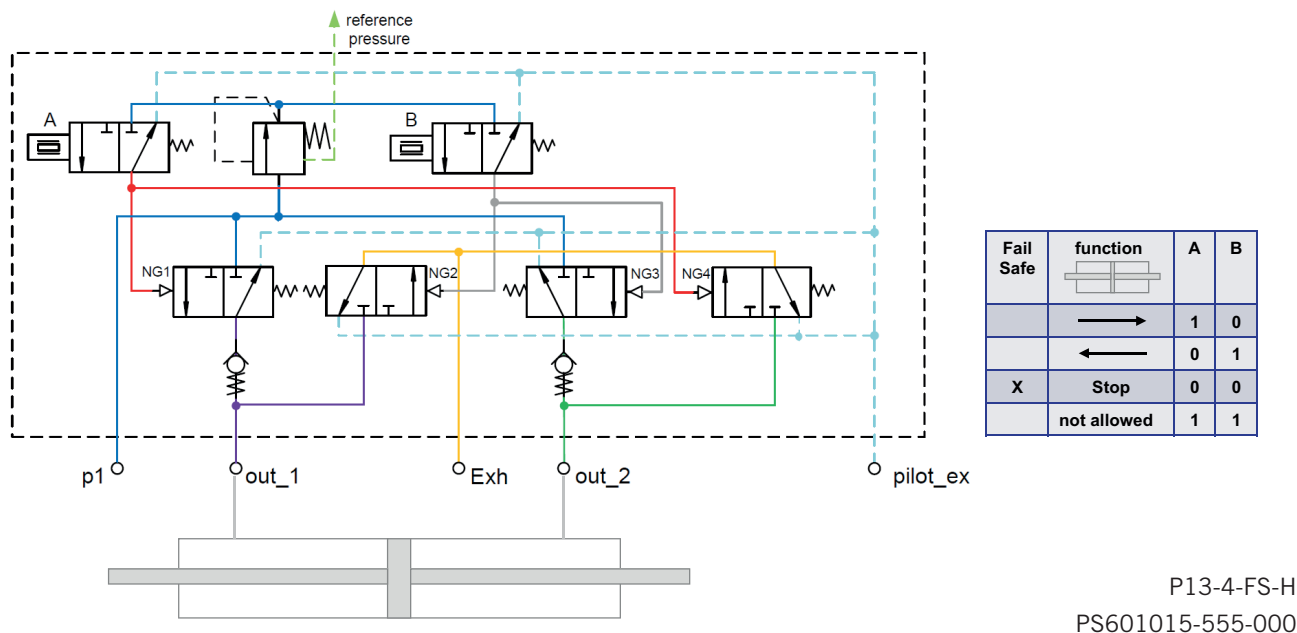 reference
pressure
A
B
NG1
NG2
NG3
NG4
p1
out_1
Exh
out_2
pilot_ex
Fail Safe function A B
1 0
0 1
X Stop 0 0
not allowed 1 1
P13-4-FS-H
PS601015-555-000